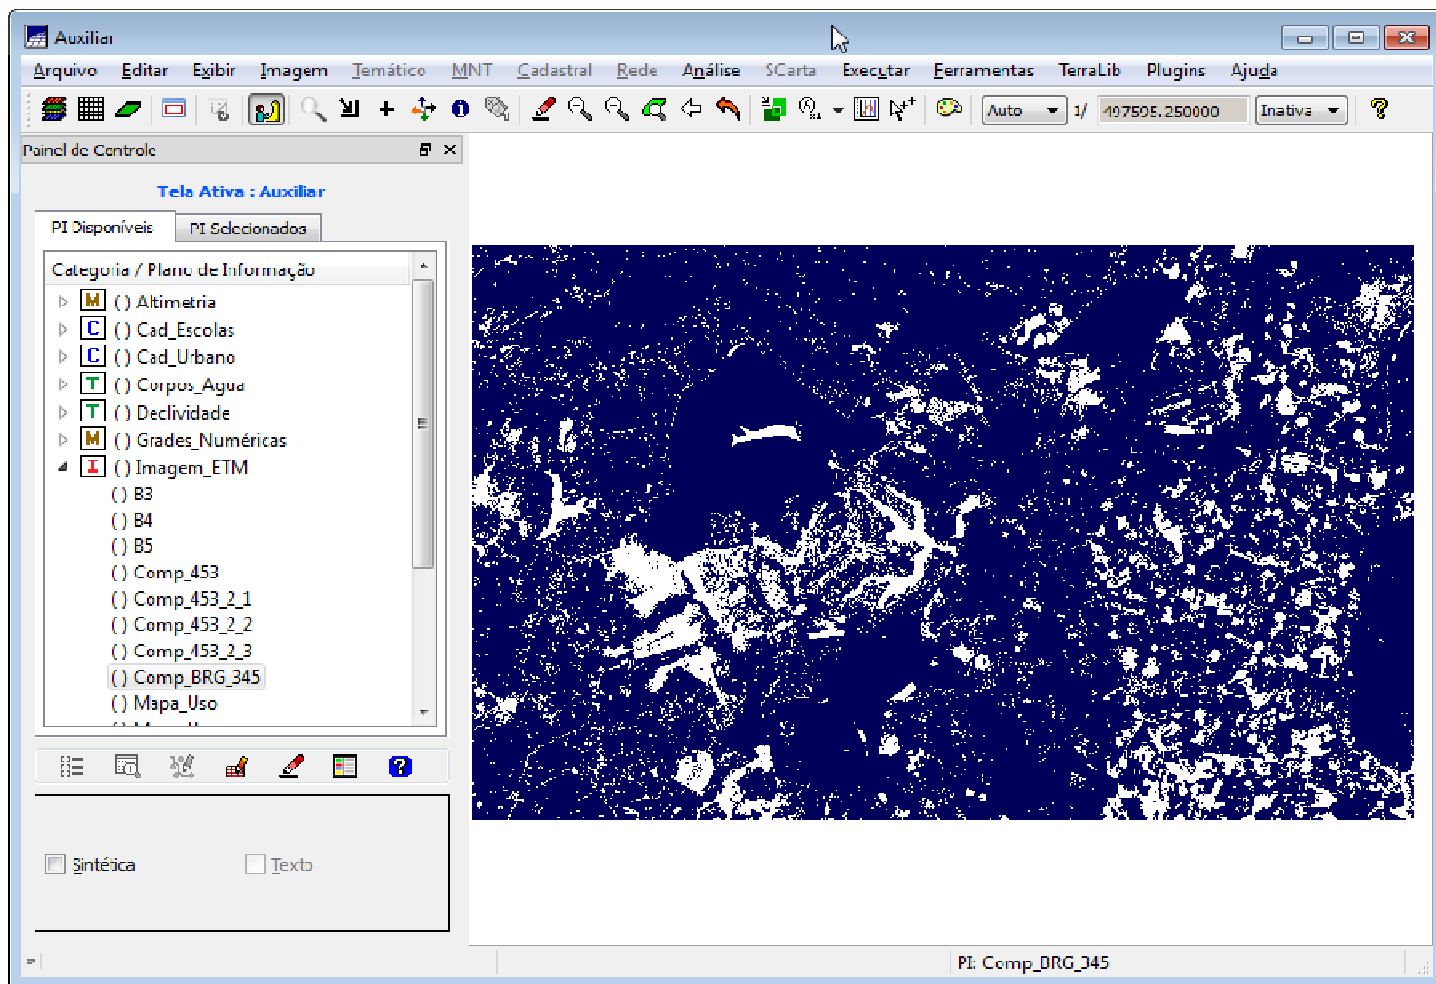 Auxiliar
Arquivo Editar Exibir Imagem Temático MNT Cadastral Rede Análise SCarta Executar Ferramentas TerraLib Plugins Ajuda
Auto 1/ 497595.250000 Inativa
Painel de Controle
Tela Ativa : Auxiliar
PI Disponíveis PI Selecionados
Categoria / Plano de Informação
M () Altimetria
C () Cad_Escolas
C () Cad_Urbano
T () Corpos_Agua
T () Declividade
M () Grades_Numéricas
I () Imagem_ETM
() B3
() B4
() B5
() Comp_453
() Comp_453_2_1
() Comp_453_2_2
() Comp_453_2_3
() Comp_BRG_345
() Mapa_Uso
Sintética Texto
PI: Comp_BRG_345